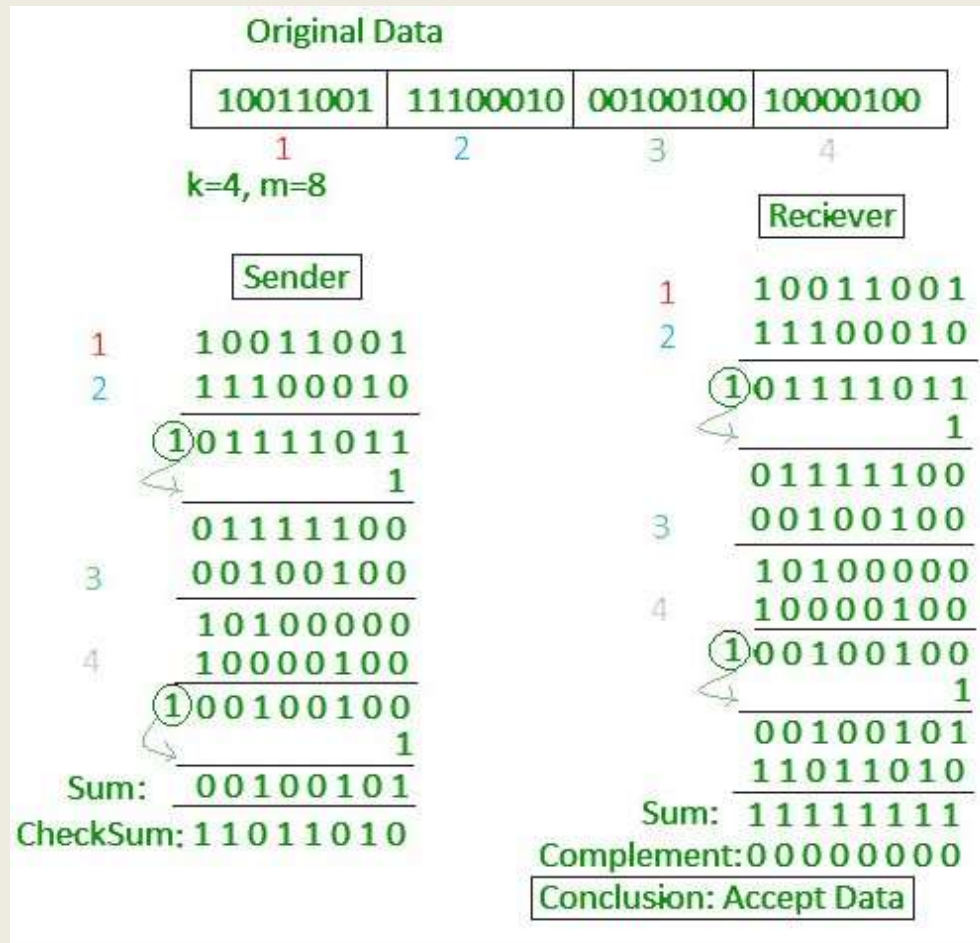 Original Data
10011001 11100010 00100100 10000100
1 2 3 4
k=4, m=8
Sender
1 10011001
2 11100010
1 01111011
1
01111100
3 00100100
10100000
4 10000100
1 00100100
1
Sum: 00100101
CheckSum: 11011010
Reciever
1 10011001
2 11100010
1 01111011
1
01111100
3 00100100
10100000
4 10000100
1 00100100
1
00100101
11011010
Sum: 11111111
Complement: 00000000
Conclusion: Accept Data